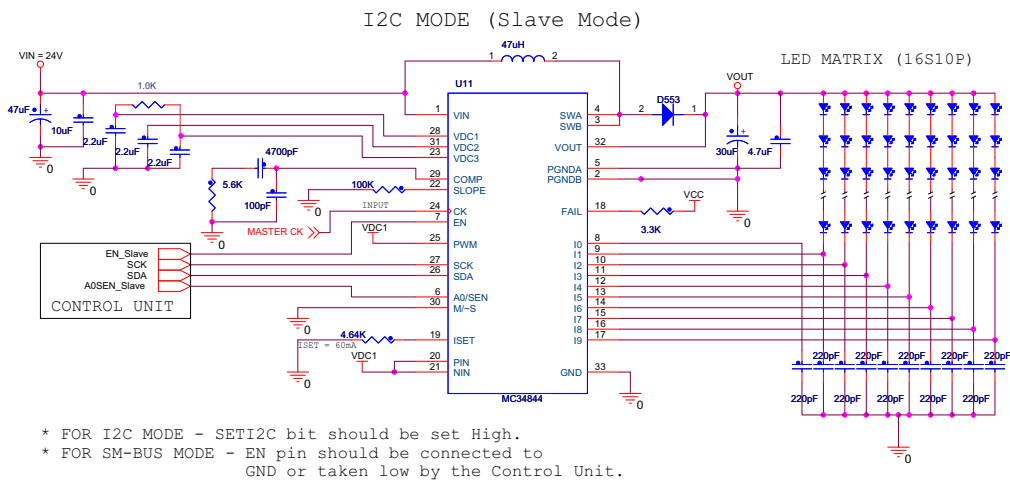 I2C MODE (Slave Mode)
47uH
1 2
VIN = 24V
LED MATRIX (16S10P)
VOUT
1.0K
U11
D553
47uF
10uF
2.2uF
2.2uF
2.2uF
1 VIN
28 VDC1
31 VDC2
23 VDC3
29 COMP
22 SLOPE
24 CK
7 EN
25 PWM
27 SCK
26 SDA
6 A0/SEN
30 M/~S
19 ISET
20 PIN
21 NIN
SWA 4
SWB 3
2 1
VOUT 32
PGNDA 5
PGNDB 2
FAIL 18
I0 8
I1 9
I2 10
I3 11
I4 12
I5 13
I6 14
I7 15
I8 16
I9 17
GND 33
MC34844
30uF
4.7uF
4700pF
5.6K
100pF
100K
INPUT
MASTER CK
VDC1
VCC
3.3K
EN_Slave
SCK
SDA
A0SEN_Slave
CONTROL UNIT
4.64K
ISET = 60mA
VDC1
0
0
0
0
0
0
0
0
0
0
220pF 220pF 220pF 220pF 220pF
220pF 220pF 220pF 220pF 220pF
* FOR I2C MODE - SETI2C bit should be set High.
* FOR SM-BUS MODE - EN pin should be connected to
GND or taken low by the Control Unit.